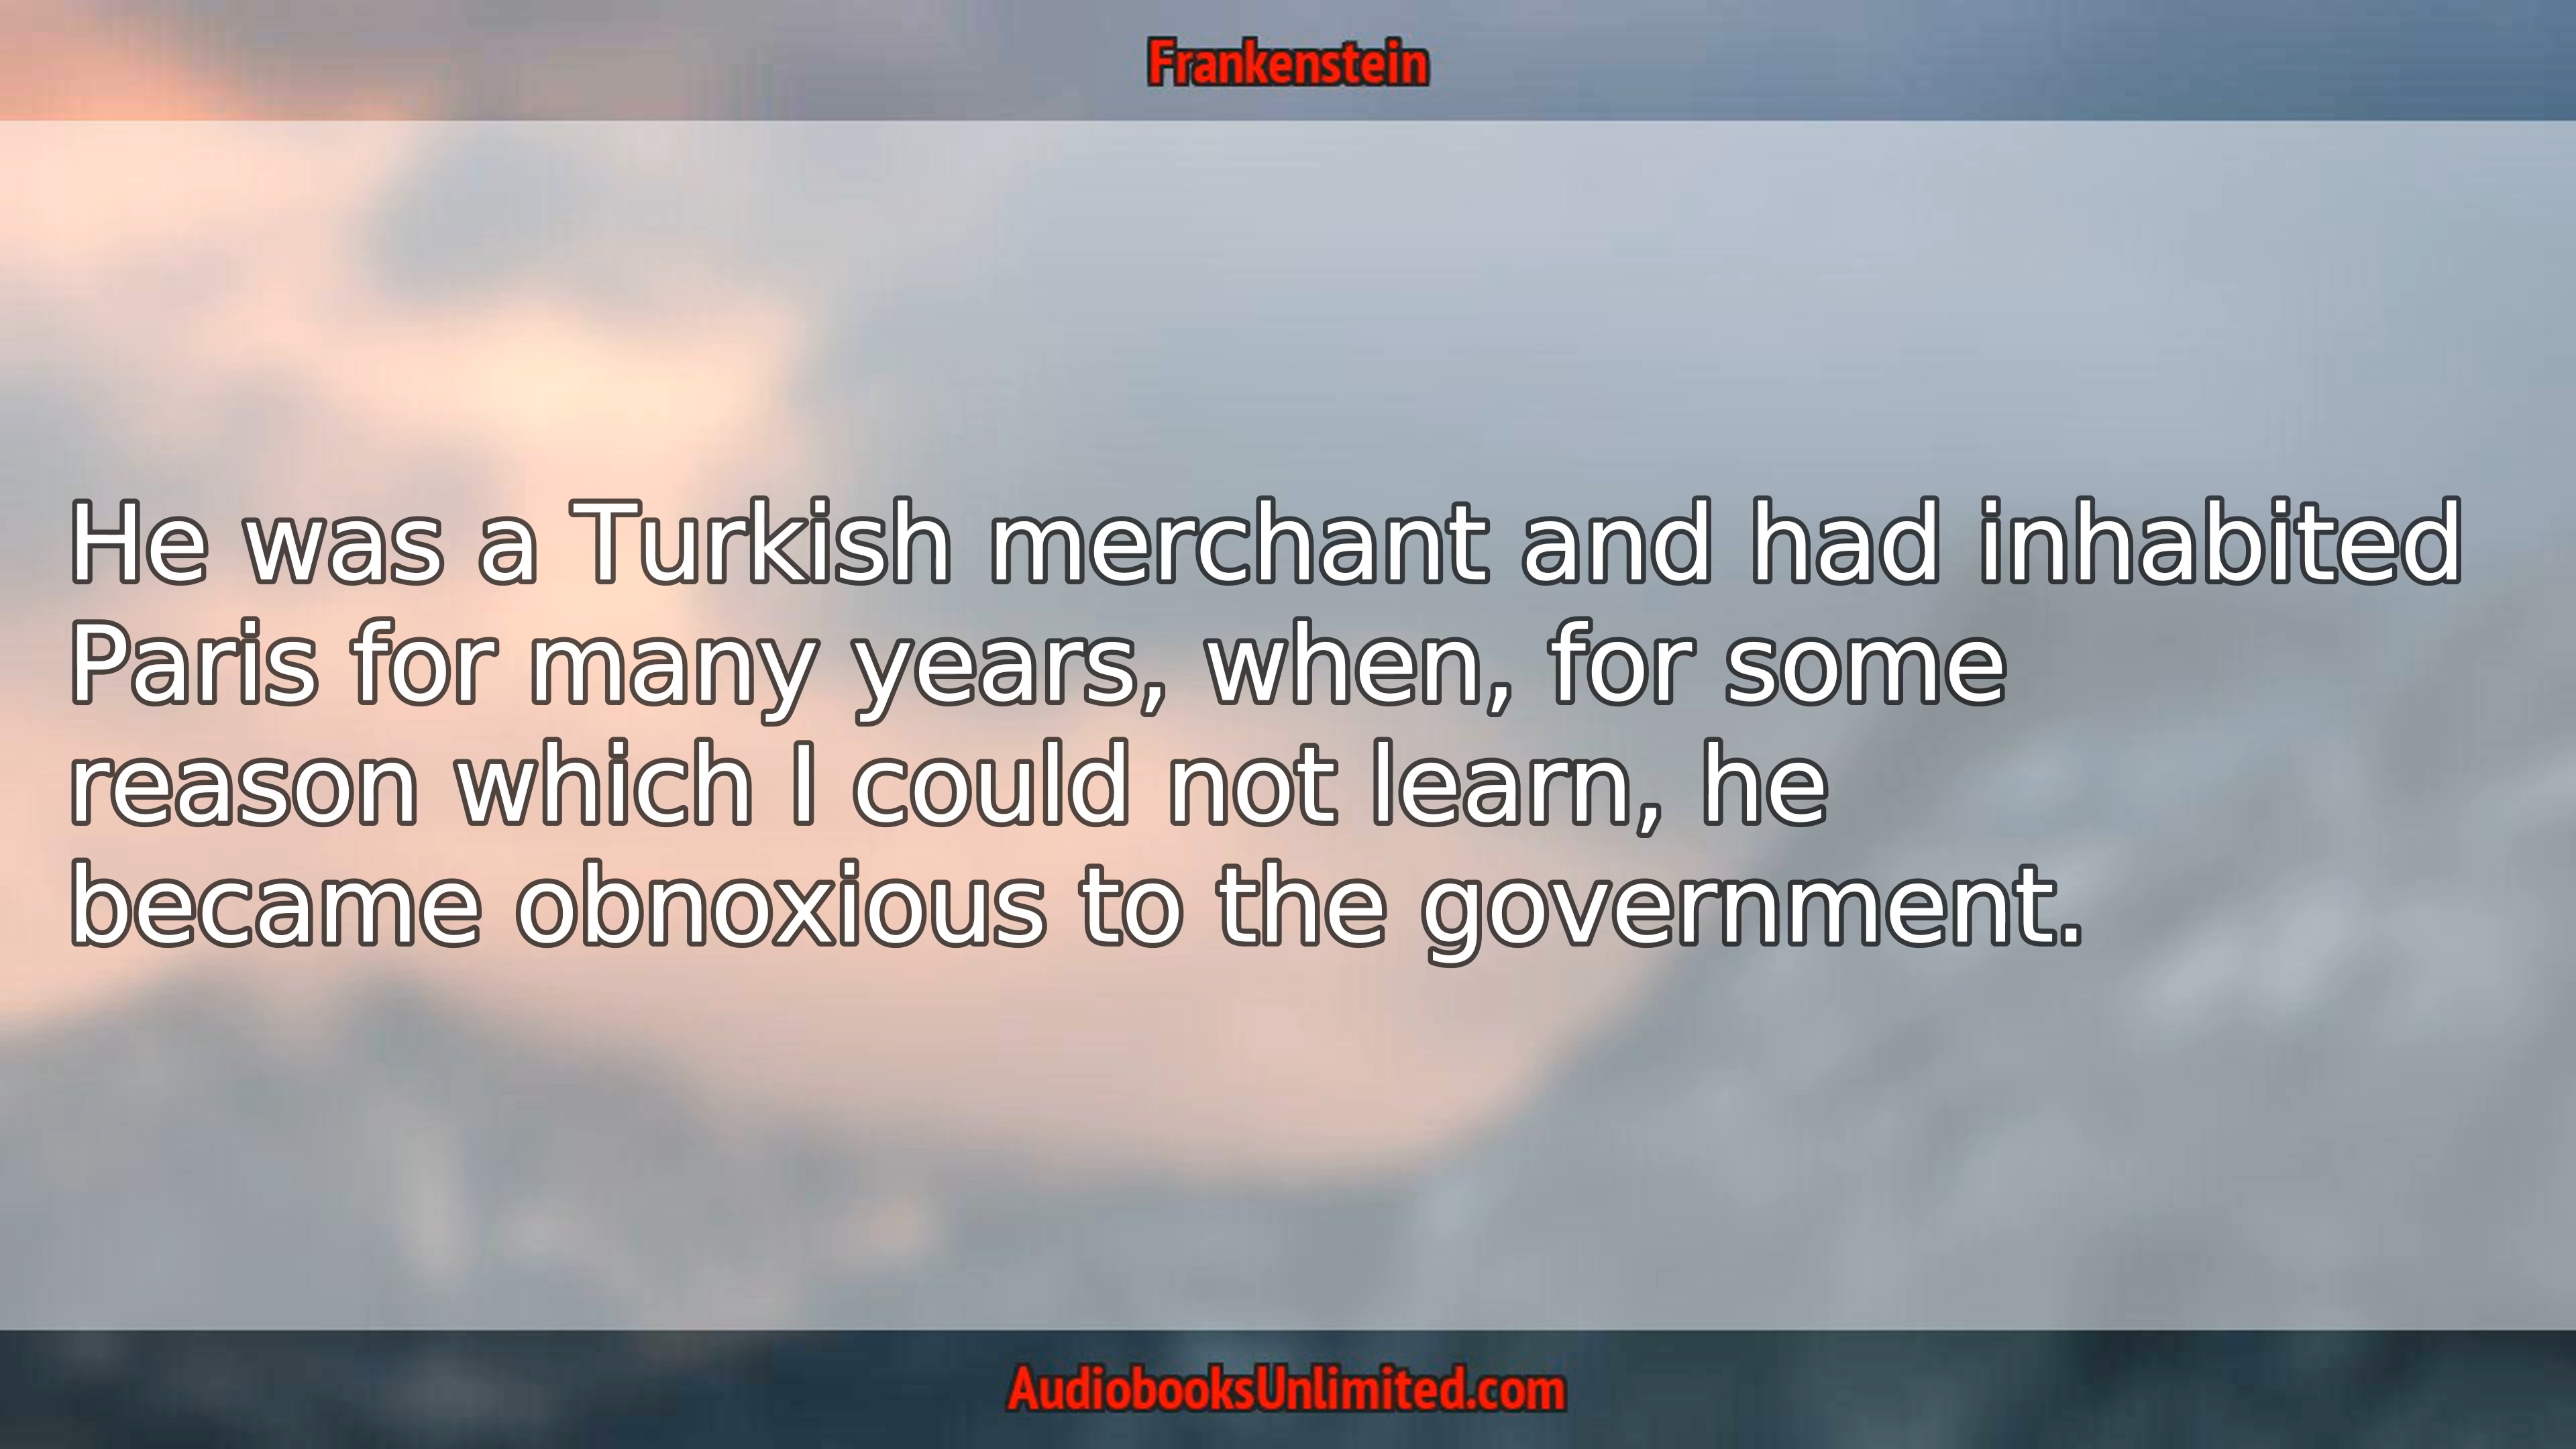 Frankenstein
He was a Turkish merchant and had inhabited
Paris for many years, when, for some
reason which I could not learn, he
became obnoxious to the government.
AudiobooksUnlimited.com